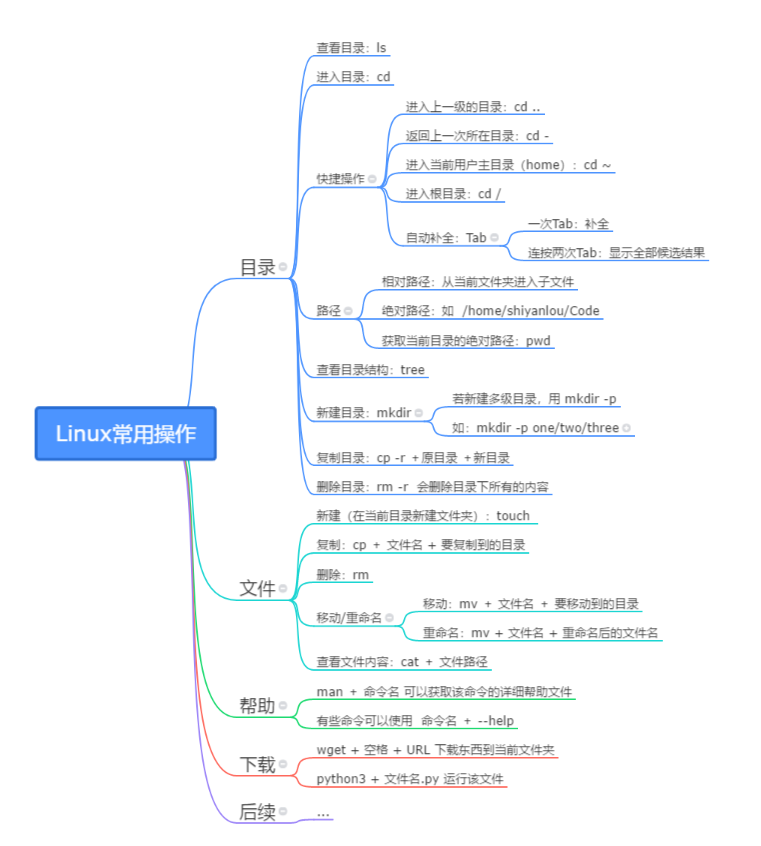 Linux常用操作
目录
查看目录：ls
进入目录：cd
快捷操作
进入上一级的目录：cd ..
返回上一次所在目录：cd -
进入当前用户主目录（home）：cd ~
进入根目录：cd /
自动补全：Tab
一次Tab：补全
连按两次Tab：显示全部候选结果
路径
相对路径：从当前文件夹进入子文件
绝对路径：如 /home/shiyanlou/Code
获取当前目录的绝对路径：pwd
查看目录结构：tree
新建目录：mkdir
若新建多级目录，用 mkdir -p
如：mkdir -p one/two/three
复制目录：cp -r +原目录 +新目录
删除目录：rm -r 会删除目录下所有的内容
文件
新建（在当前目录新建文件夹）：touch
复制：cp + 文件名 + 要复制到的目录
删除：rm
移动/重命名
移动：mv + 文件名 + 要移动到的目录
重命名：mv + 文件名 + 重命名后的文件名
查看文件内容：cat + 文件路径
帮助
man + 命令名 可以获取该命令的详细帮助文件
有些命令可以使用 命令名 + --help
下载
wget + 空格 + URL 下载东西到当前文件夹
python3 + 文件名.py 运行该文件
后续
...